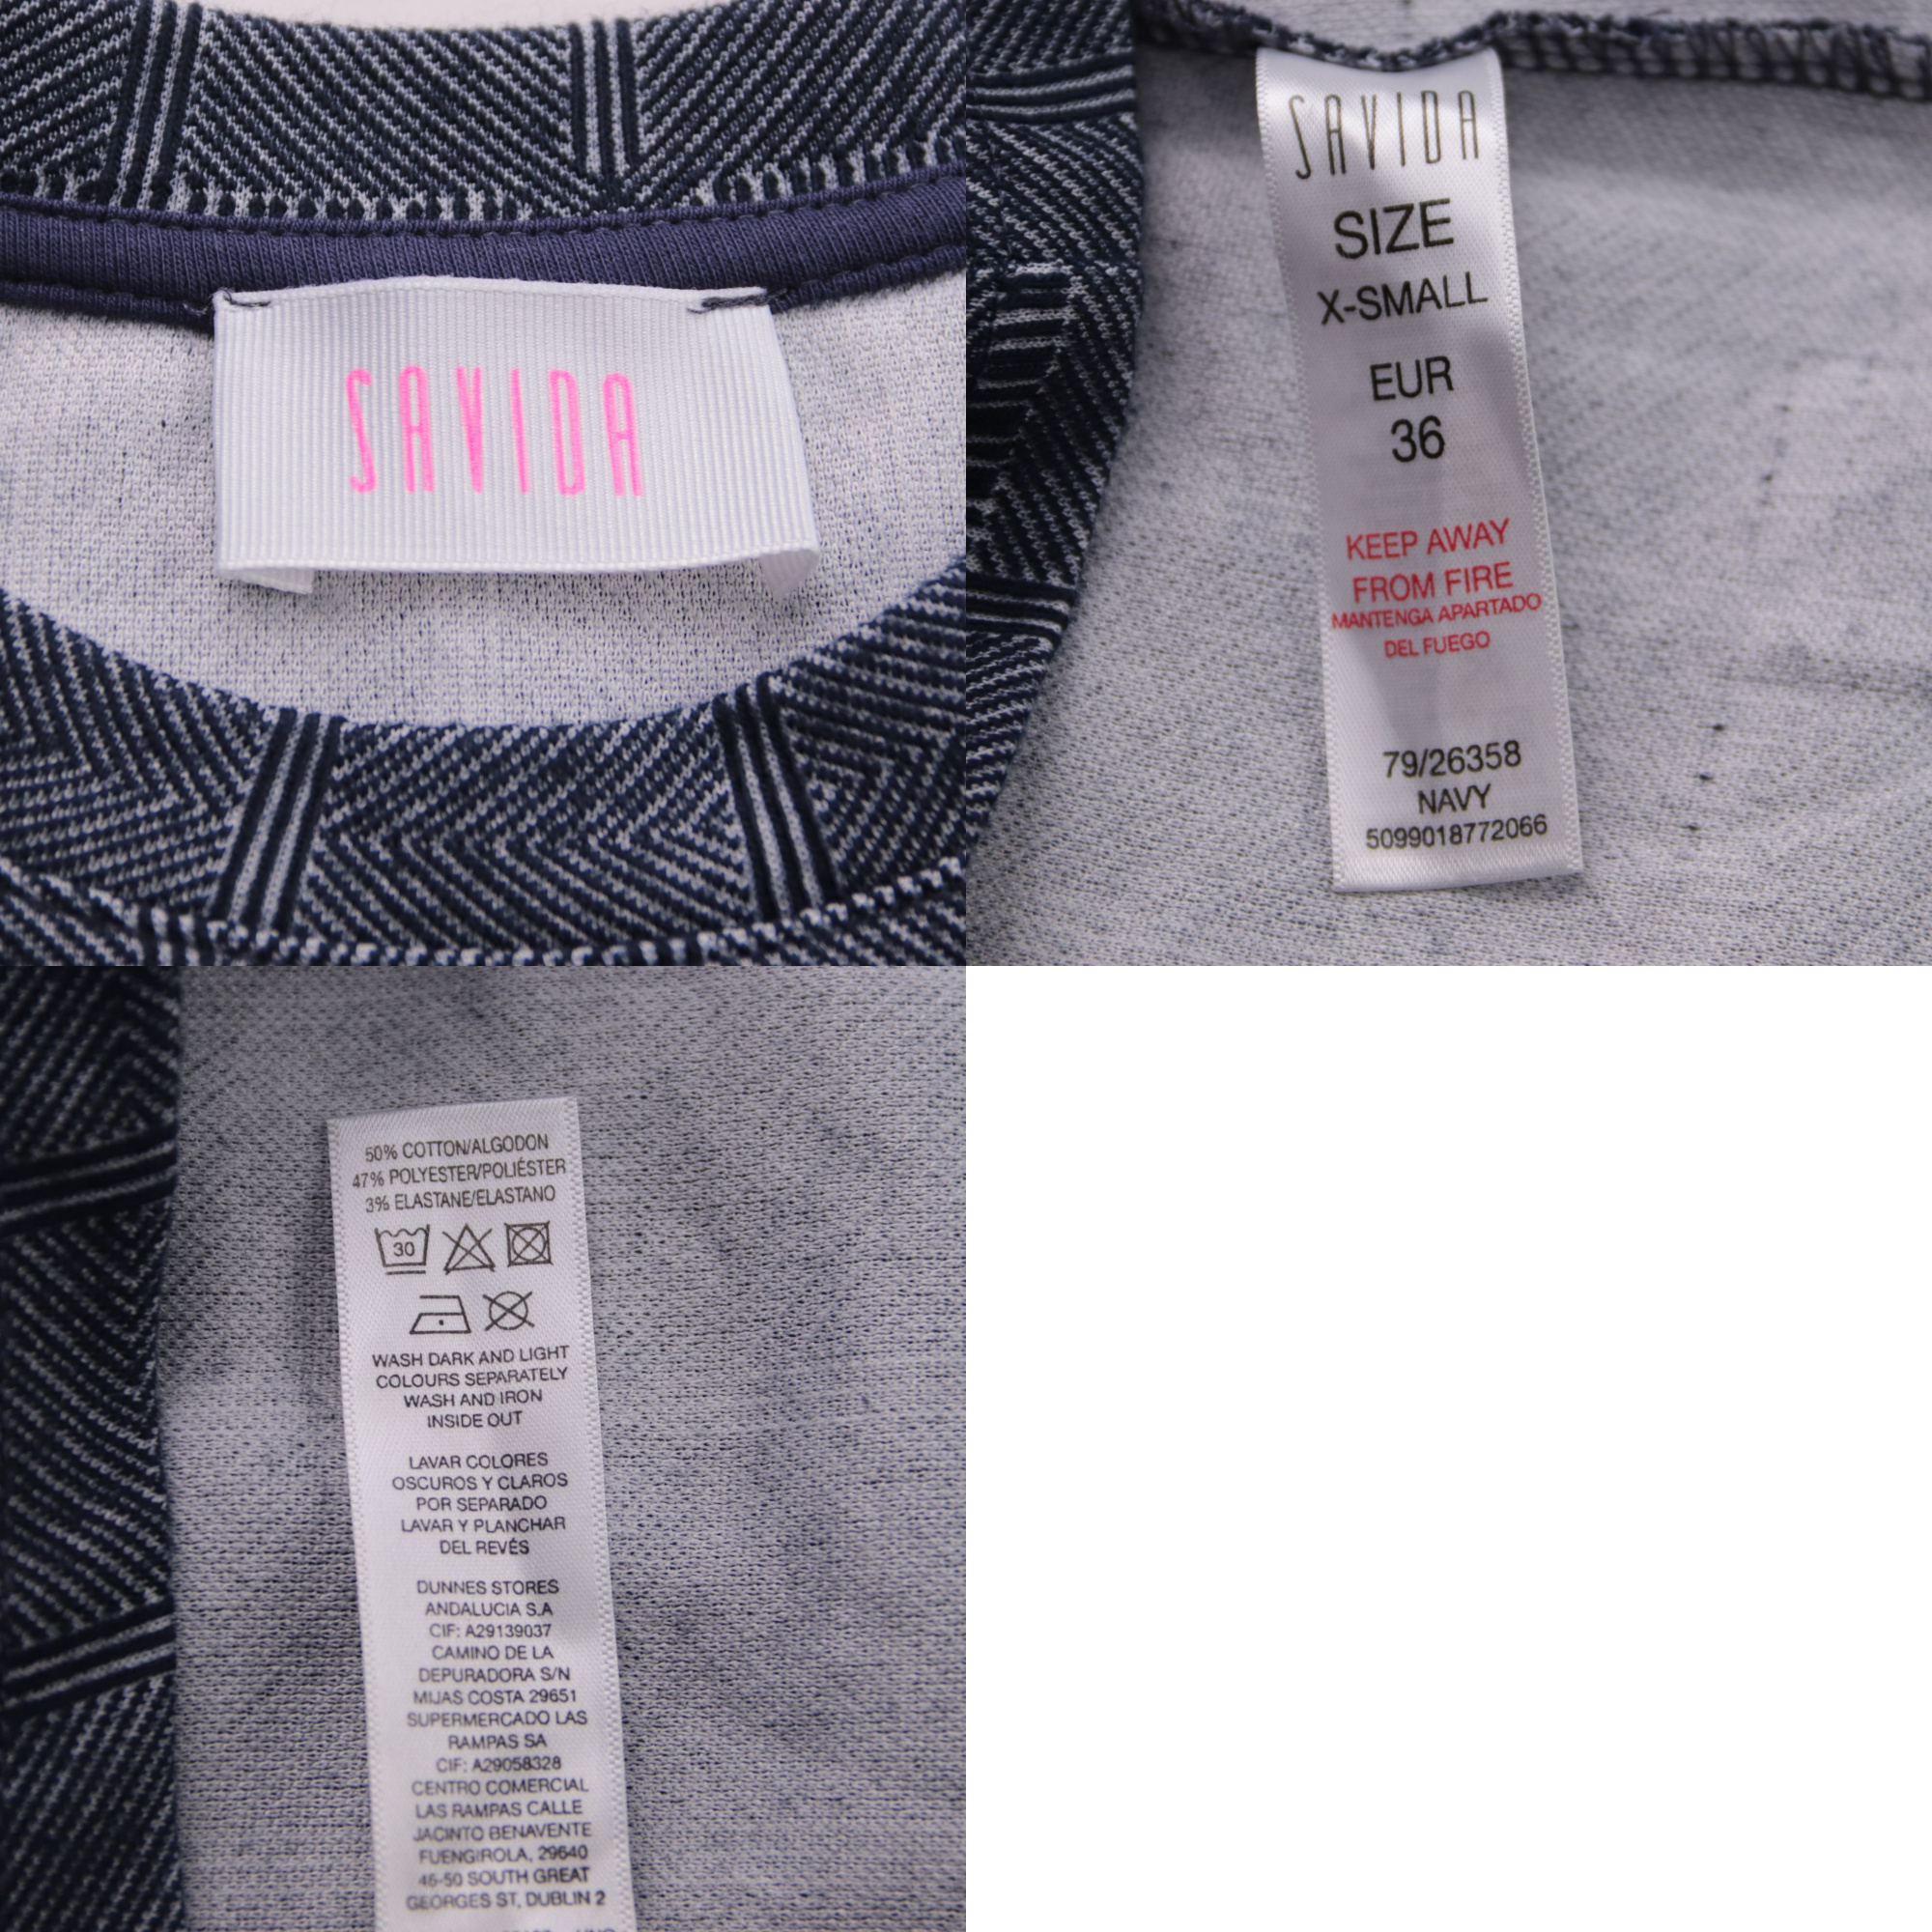 SAVIDA
SAVIDA
SIZE
X-SMALL
EUR
36
KEEP AWAY
FROM FIRE
MANTENGA APARTADO
DEL FUEGO
79/26358
NAVY
5099018772066
50% COTTON/ALGODON
47% POLYESTER/POLIÉSTER
3% ELASTANE/ELASTANO
30
WASH DARK AND LIGHT
COLOURS SEPARATELY
WASH AND IRON
INSIDE OUT
LAVAR COLORES
OSCUROS Y CLAROS
POR SEPARADO
LAVAR Y PLANCHAR
DEL REVÉS
DUNNES STORES
ANDALUCIA S.A
CIF: A29139037
CAMINO DE LA
DEPURADORA S/N
MIJAS COSTA 29651
SUPERMERCADO LAS
RAMPAS SA
CIF: A29058328
CENTRO COMERCIAL
LAS RAMPAS CALLE
JACINTO BENAVENTE
FUENGIROLA, 29640
46-50 SOUTH GREAT
GEORGES ST, DUBLIN 2